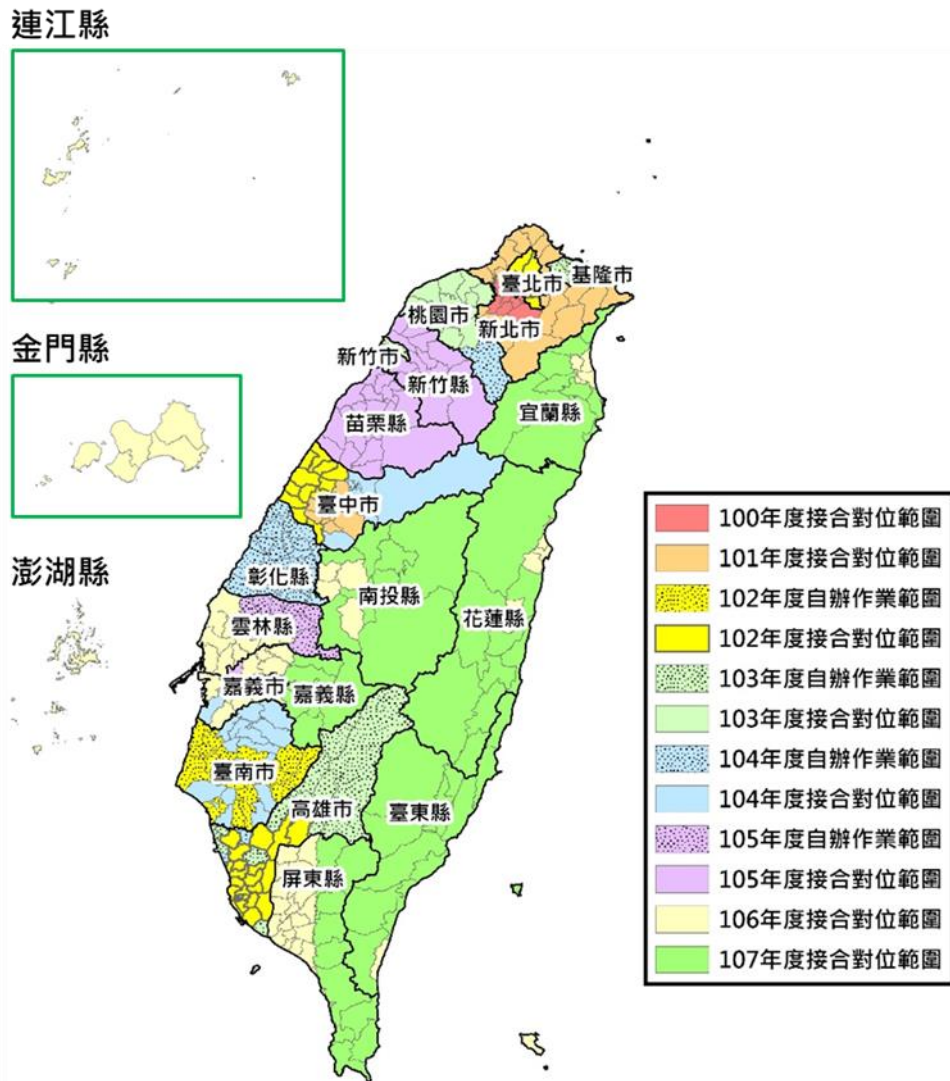 連江縣
金門縣
澎湖縣
基隆市
臺北市
桃園市
新北市
新竹市
新竹縣
宜蘭縣
苗栗縣
臺中市
彰化縣
南投縣
雲林縣
花蓮縣
嘉義市
嘉義縣
臺南市
高雄市
臺東縣
屏東縣
100年度接合對位範圍
101年度接合對位範圍
102年度自辦作業範圍
102年度接合對位範圍
103年度自辦作業範圍
103年度接合對位範圍
104年度自辦作業範圍
104年度接合對位範圍
105年度自辦作業範圍
105年度接合對位範圍
106年度接合對位範圍
107年度接合對位範圍